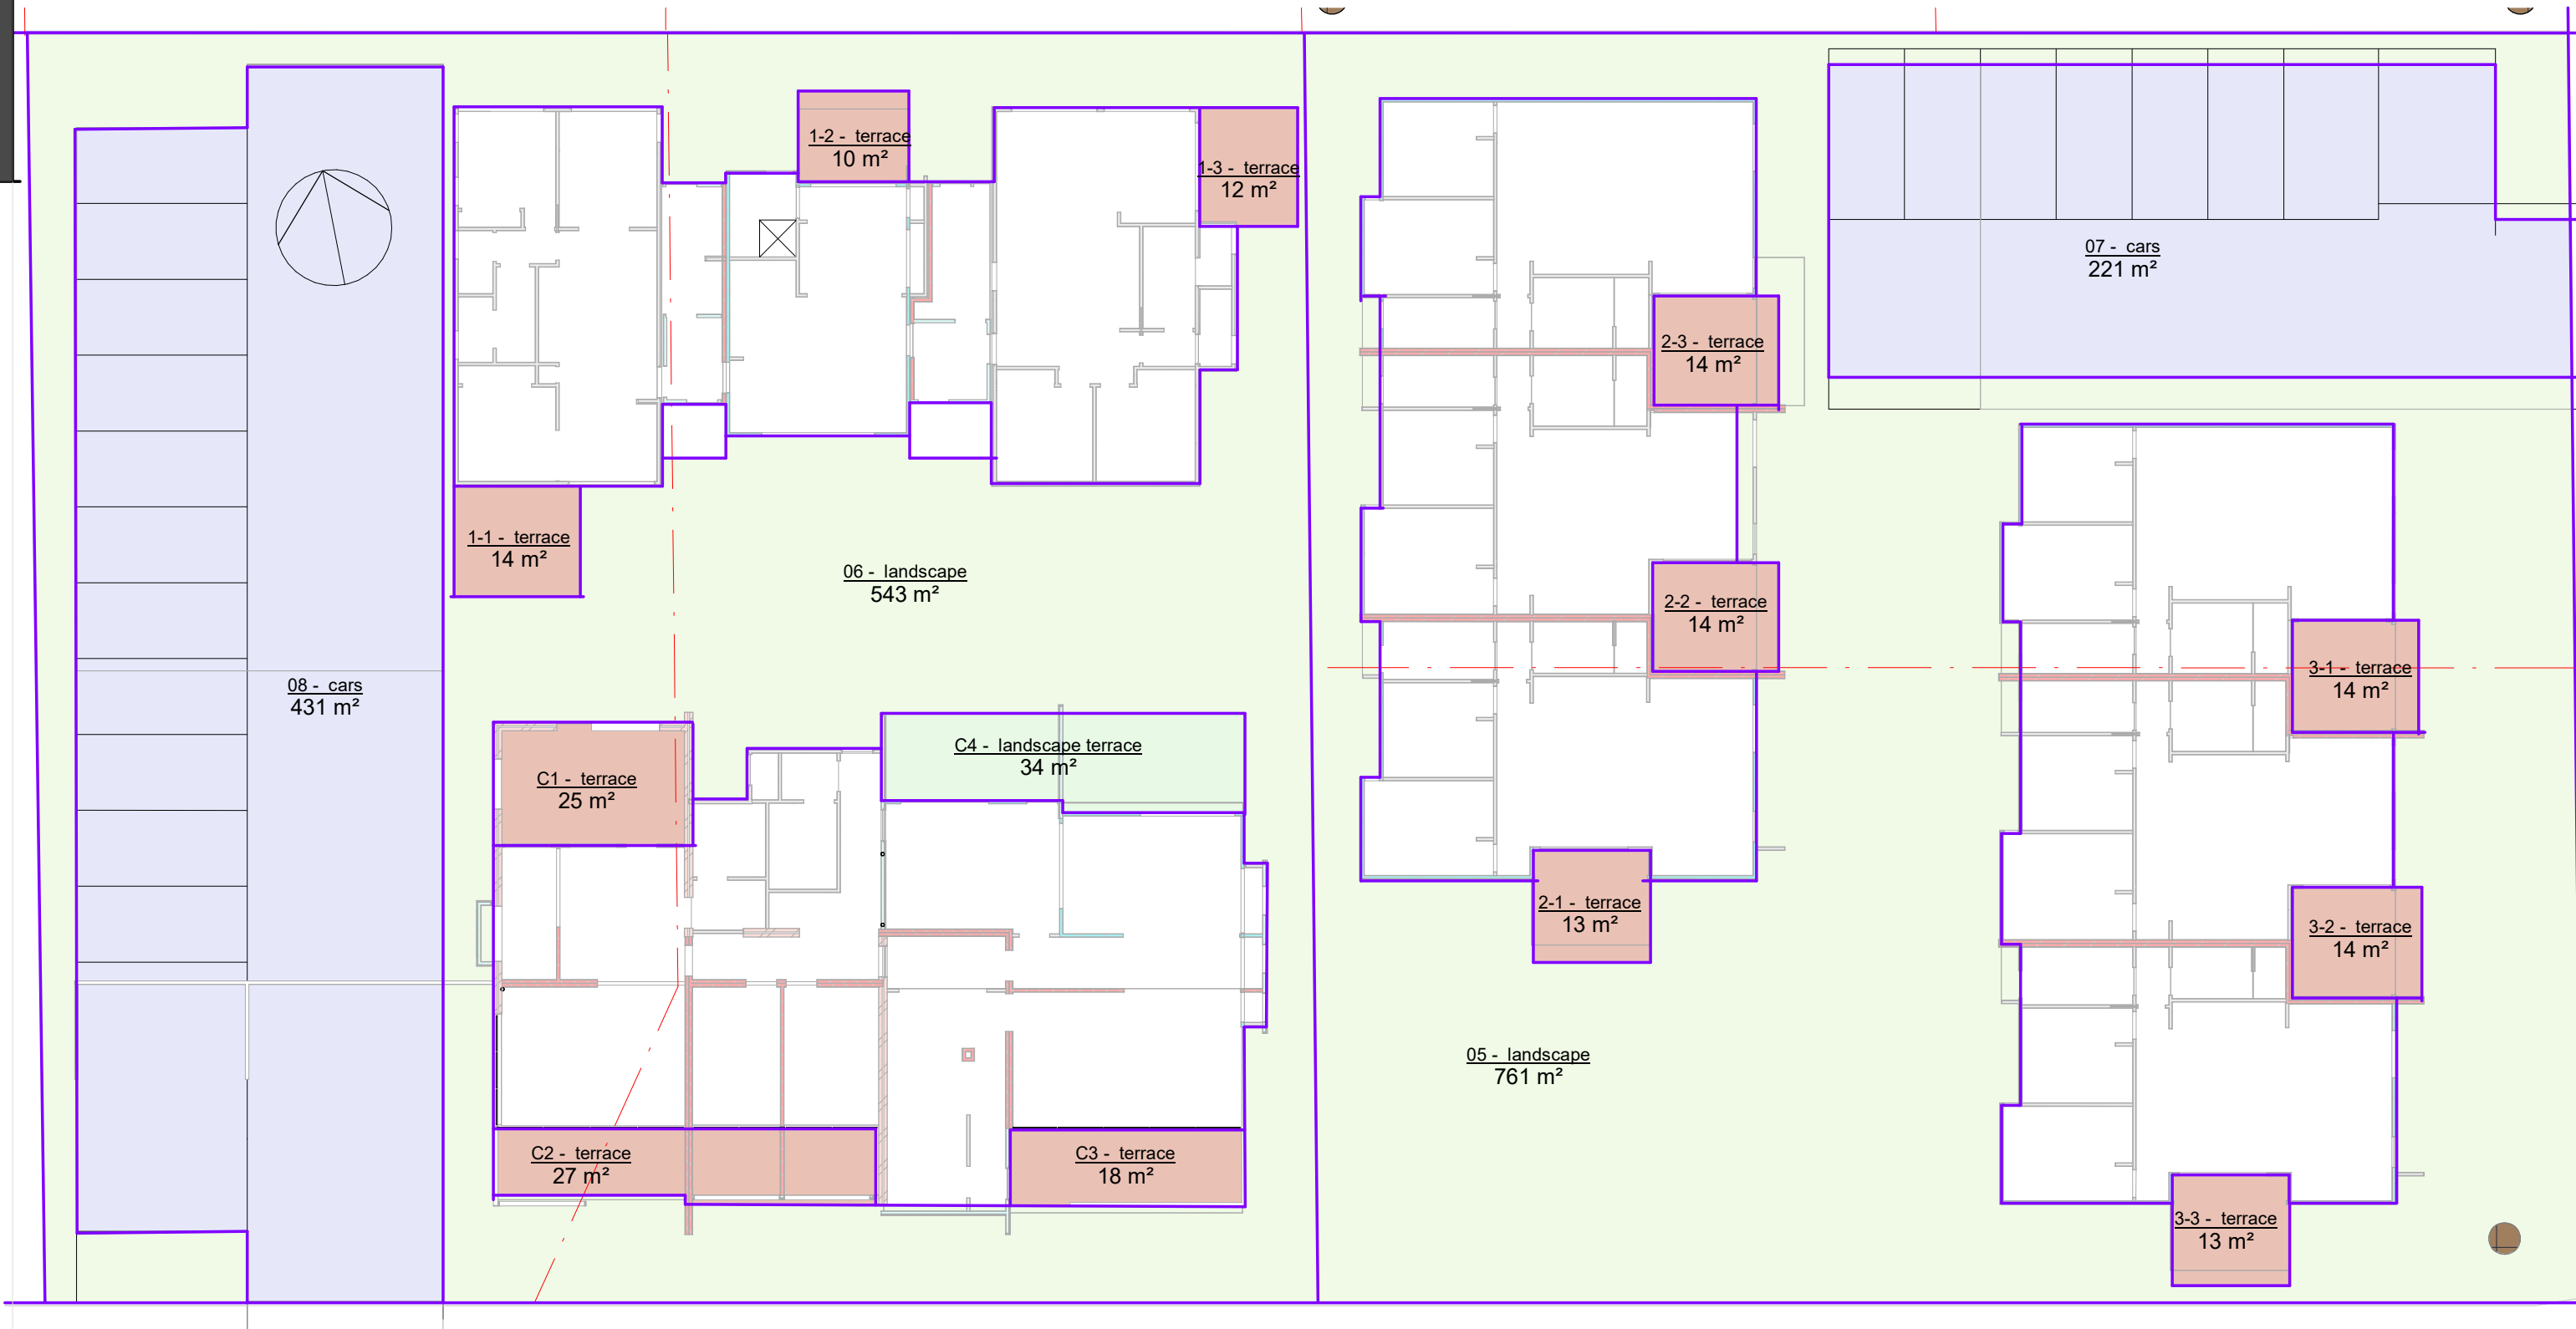 1-2 - terrace
10 m²
1-3 - terrace
12 m²
07 - cars
221 m²
2-3 - terrace
14 m²
1-1 - terrace
14 m²
06 - landscape
543 m²
2-2 - terrace
14 m²
08 - cars
431 m²
3-1 - terrace
14 m²
C1 - terrace
25 m²
C4 - landscape terrace
34 m²
2-1 - terrace
13 m²
3-2 - terrace
14 m²
05 - landscape
761 m²
C2 - terrace
27 m²
C3 - terrace
18 m²
3-3 - terrace
13 m²